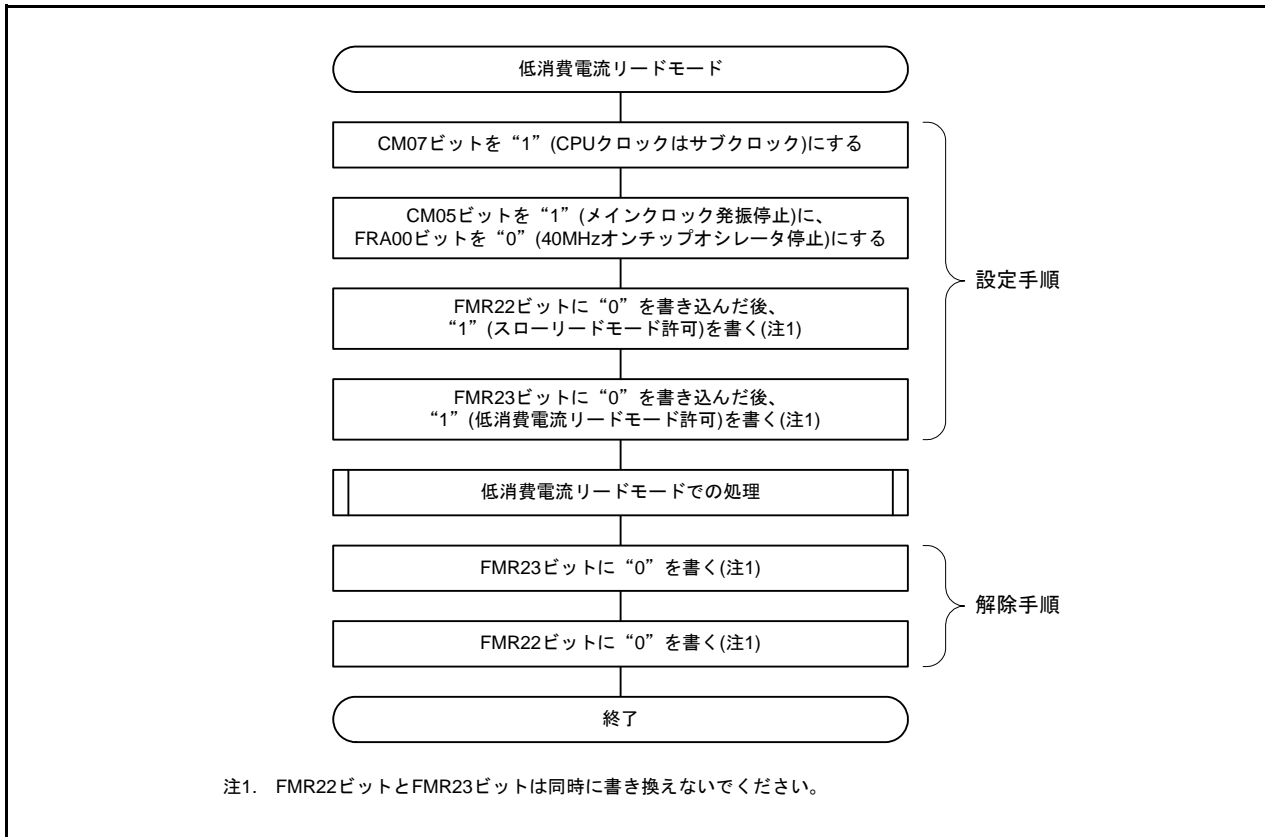 低消費電流リードモード
CM07ビットを“1”(CPUクロックはサブクロック)にする
CM05ビットを“1”(メインクロック発振停止)に、
FRA00ビットを“0”(40MHzオンチップオシレータ停止)にする
FMR22ビットに“0”を書き込んだ後、
“1”(スローリードモード許可)を書く(注1)
FMR23ビットに“0”を書き込んだ後、
“1”(低消費電流リードモード許可)を書く(注1)
設定手順
低消費電流リードモードでの処理
FMR23ビットに“0”を書く(注1)
FMR22ビットに“0”を書く(注1)
解除手順
終了
注1. FMR22ビットとFMR23ビットは同時に書き換えないでください。